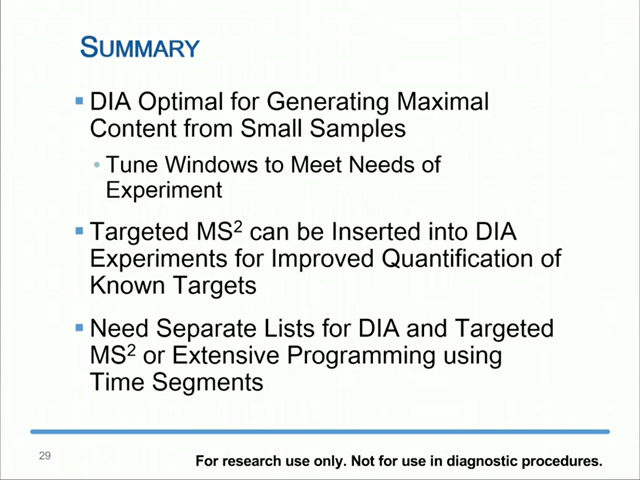 SUMMARY
▪ DIA Optimal for Generating Maximal
Content from Small Samples
• Tune Windows to Meet Needs of
Experiment
▪ Targeted MS² can be Inserted into DIA
Experiments for Improved Quantification of
Known Targets
▪ Need Separate Lists for DIA and Targeted
MS² or Extensive Programming using
Time Segments
29
For research use only. Not for use in diagnostic procedures.